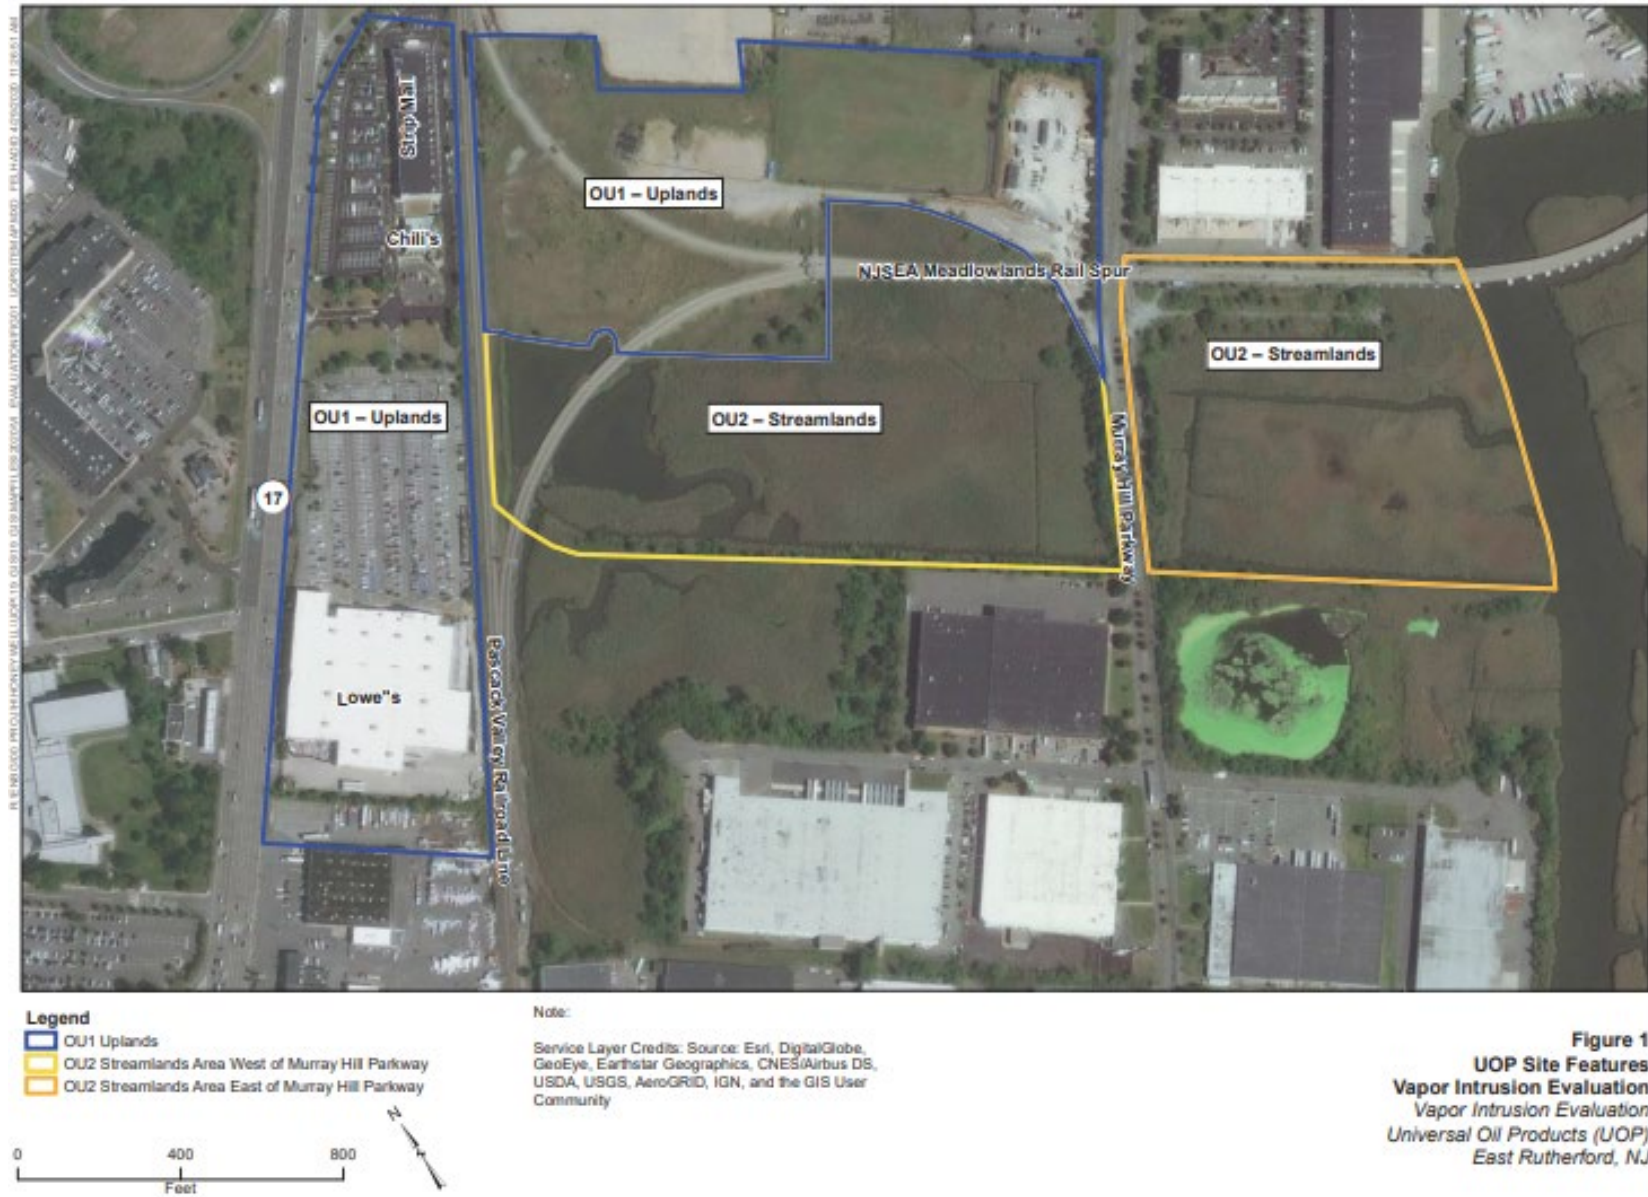 Strip Mall
OU1 – Uplands
Chili's
NJSEA Meadlowlands Rail Spur
OU2 – Streamlands
OU1 – Uplands
OU2 – Streamlands
17
Murray Hill Parkway
Pascack Valley Railroad Line
Lowe"s
Legend
OU1 Uplands
OU2 Streamlands Area West of Murray Hill Parkway
OU2 Streamlands Area East of Murray Hill Parkway
N
0 400 800
Feet
Note:
Service Layer Credits: Source: Esri, DigitalGlobe,
GeoEye, Earthstar Geographics, CNES/Airbus DS,
USDA, USGS, AeroGRID, IGN, and the GIS User
Community
Figure 1
UOP Site Features
Vapor Intrusion Evaluation
Vapor Intrusion Evaluation
Universal Oil Products (UOP)
East Rutherford, NJ